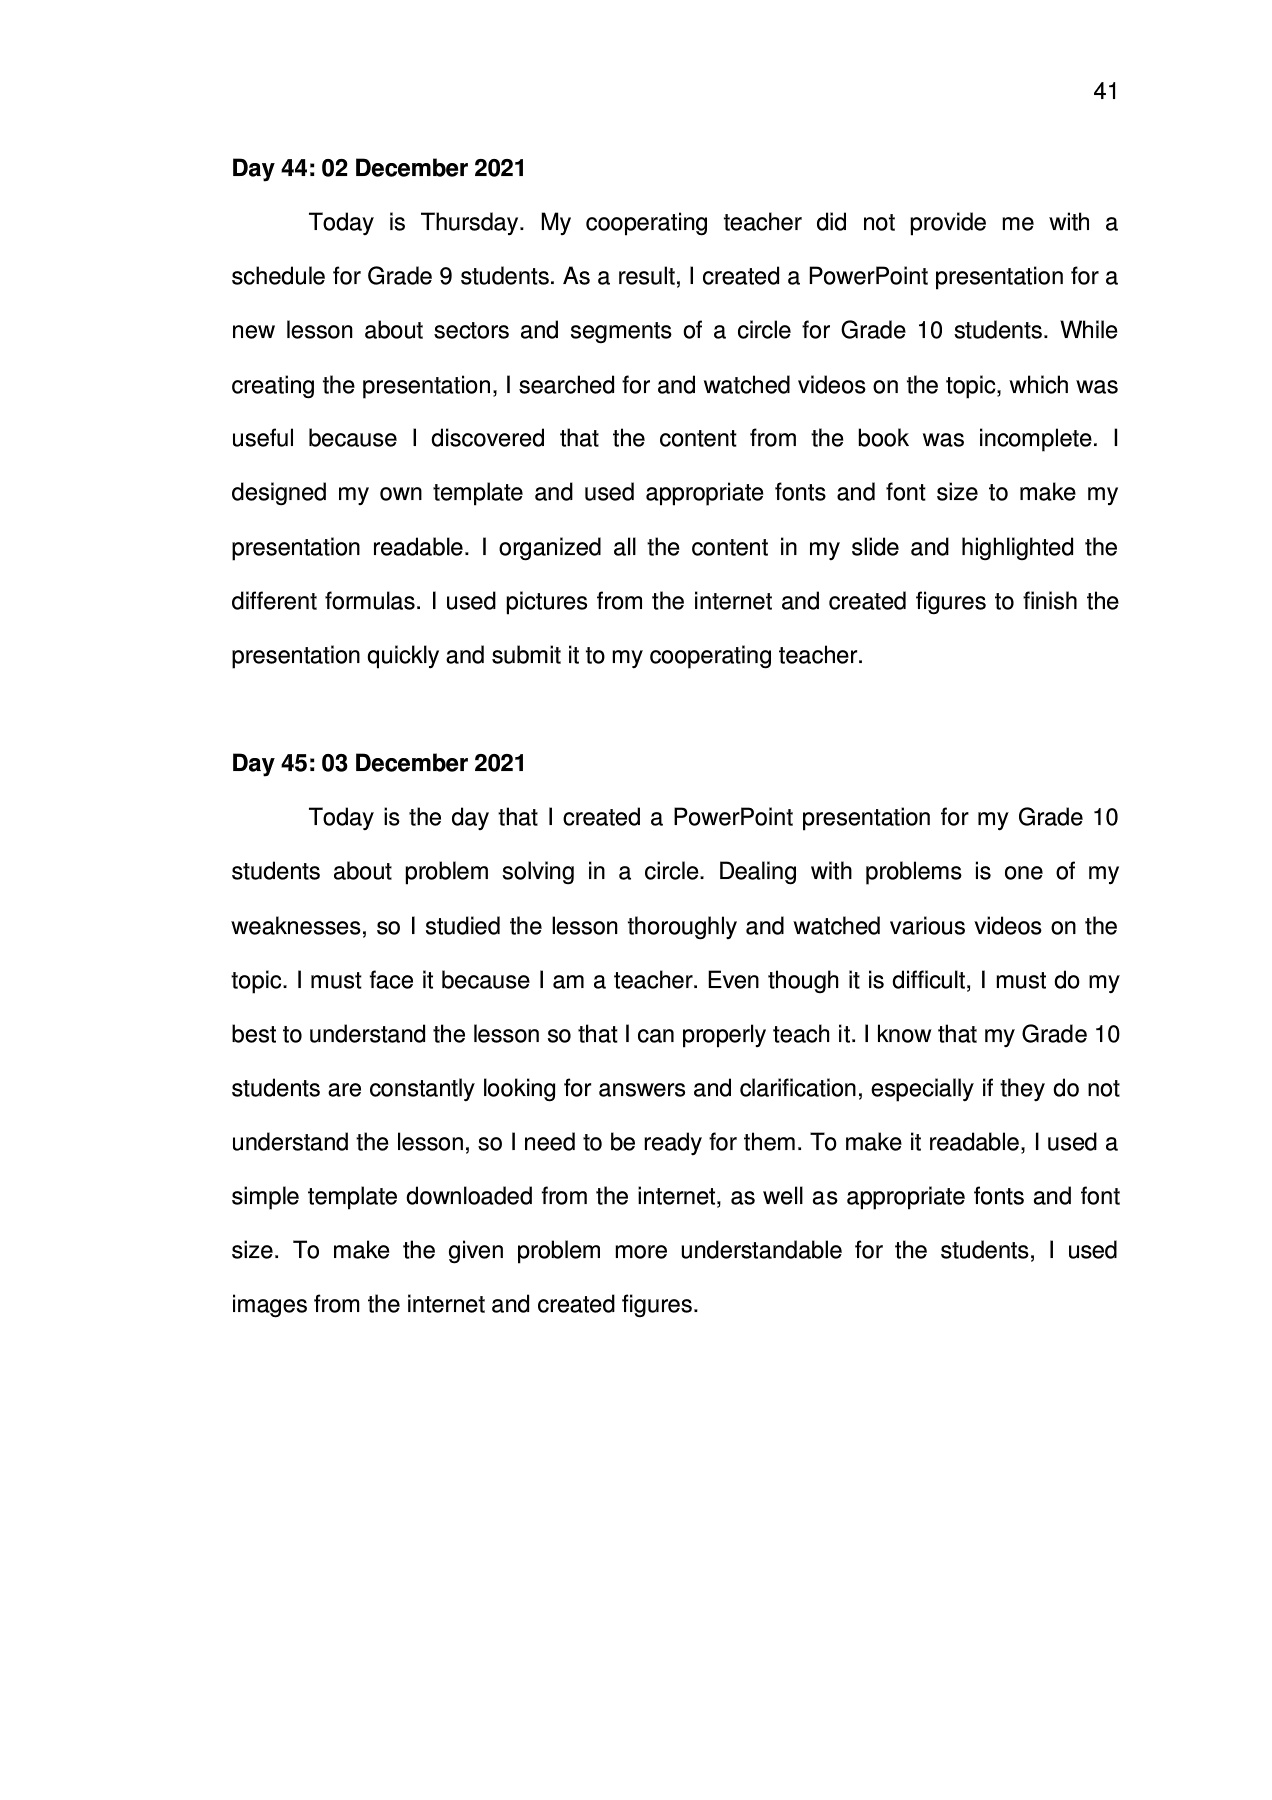 41
Day 44: 02 December 2021
Today is Thursday. My cooperating teacher did not provide me with a
schedule for Grade 9 students. As a result, I created a PowerPoint presentation for a
new lesson about sectors and segments of a circle for Grade 10 students. While
creating the presentation, I searched for and watched videos on the topic, which was
useful because I discovered that the content from the book was incomplete. I
designed my own template and used appropriate fonts and font size to make my
presentation readable. I organized all the content in my slide and highlighted the
different formulas. I used pictures from the internet and created figures to finish the
presentation quickly and submit it to my cooperating teacher.
Day 45: 03 December 2021
Today is the day that I created a PowerPoint presentation for my Grade 10
students about problem solving in a circle. Dealing with problems is one of my
weaknesses, so I studied the lesson thoroughly and watched various videos on the
topic. I must face it because I am a teacher. Even though it is difficult, I must do my
best to understand the lesson so that I can properly teach it. I know that my Grade 10
students are constantly looking for answers and clarification, especially if they do not
understand the lesson, so I need to be ready for them. To make it readable, I used a
simple template downloaded from the internet, as well as appropriate fonts and font
size. To make the given problem more understandable for the students, I used
images from the internet and created figures.